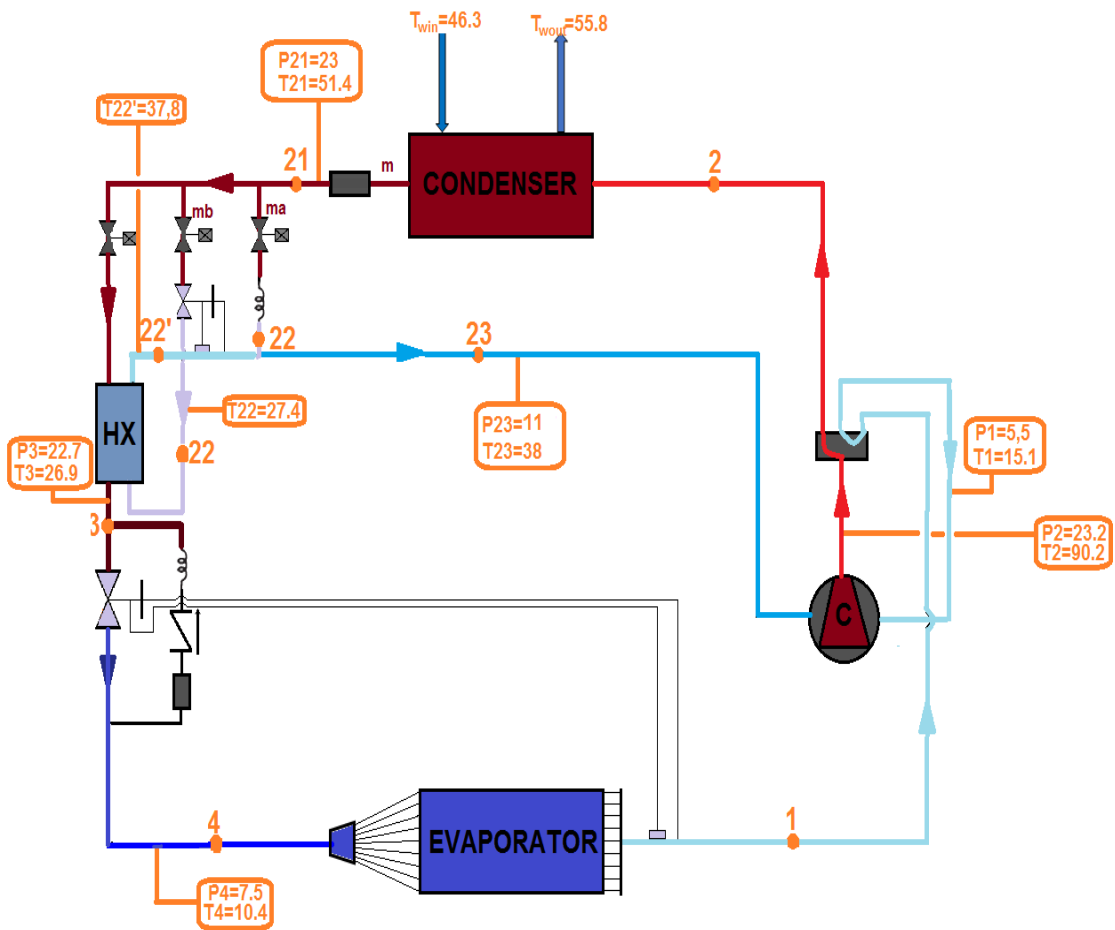 Twin=46.3
Twout=55.8
P21=23
T21=51.4
T22'=37,8
21
m
CONDENSER
2
mb
ma
22'
22
23
HX
T22=27.4
P23=11
T23=38
P3=22.7
T3=26.9
22
P1=5,5
T1=15.1
3
P2=23.2
T2=90.2
C
4
EVAPORATOR
1
P4=7.5
T4=10.4